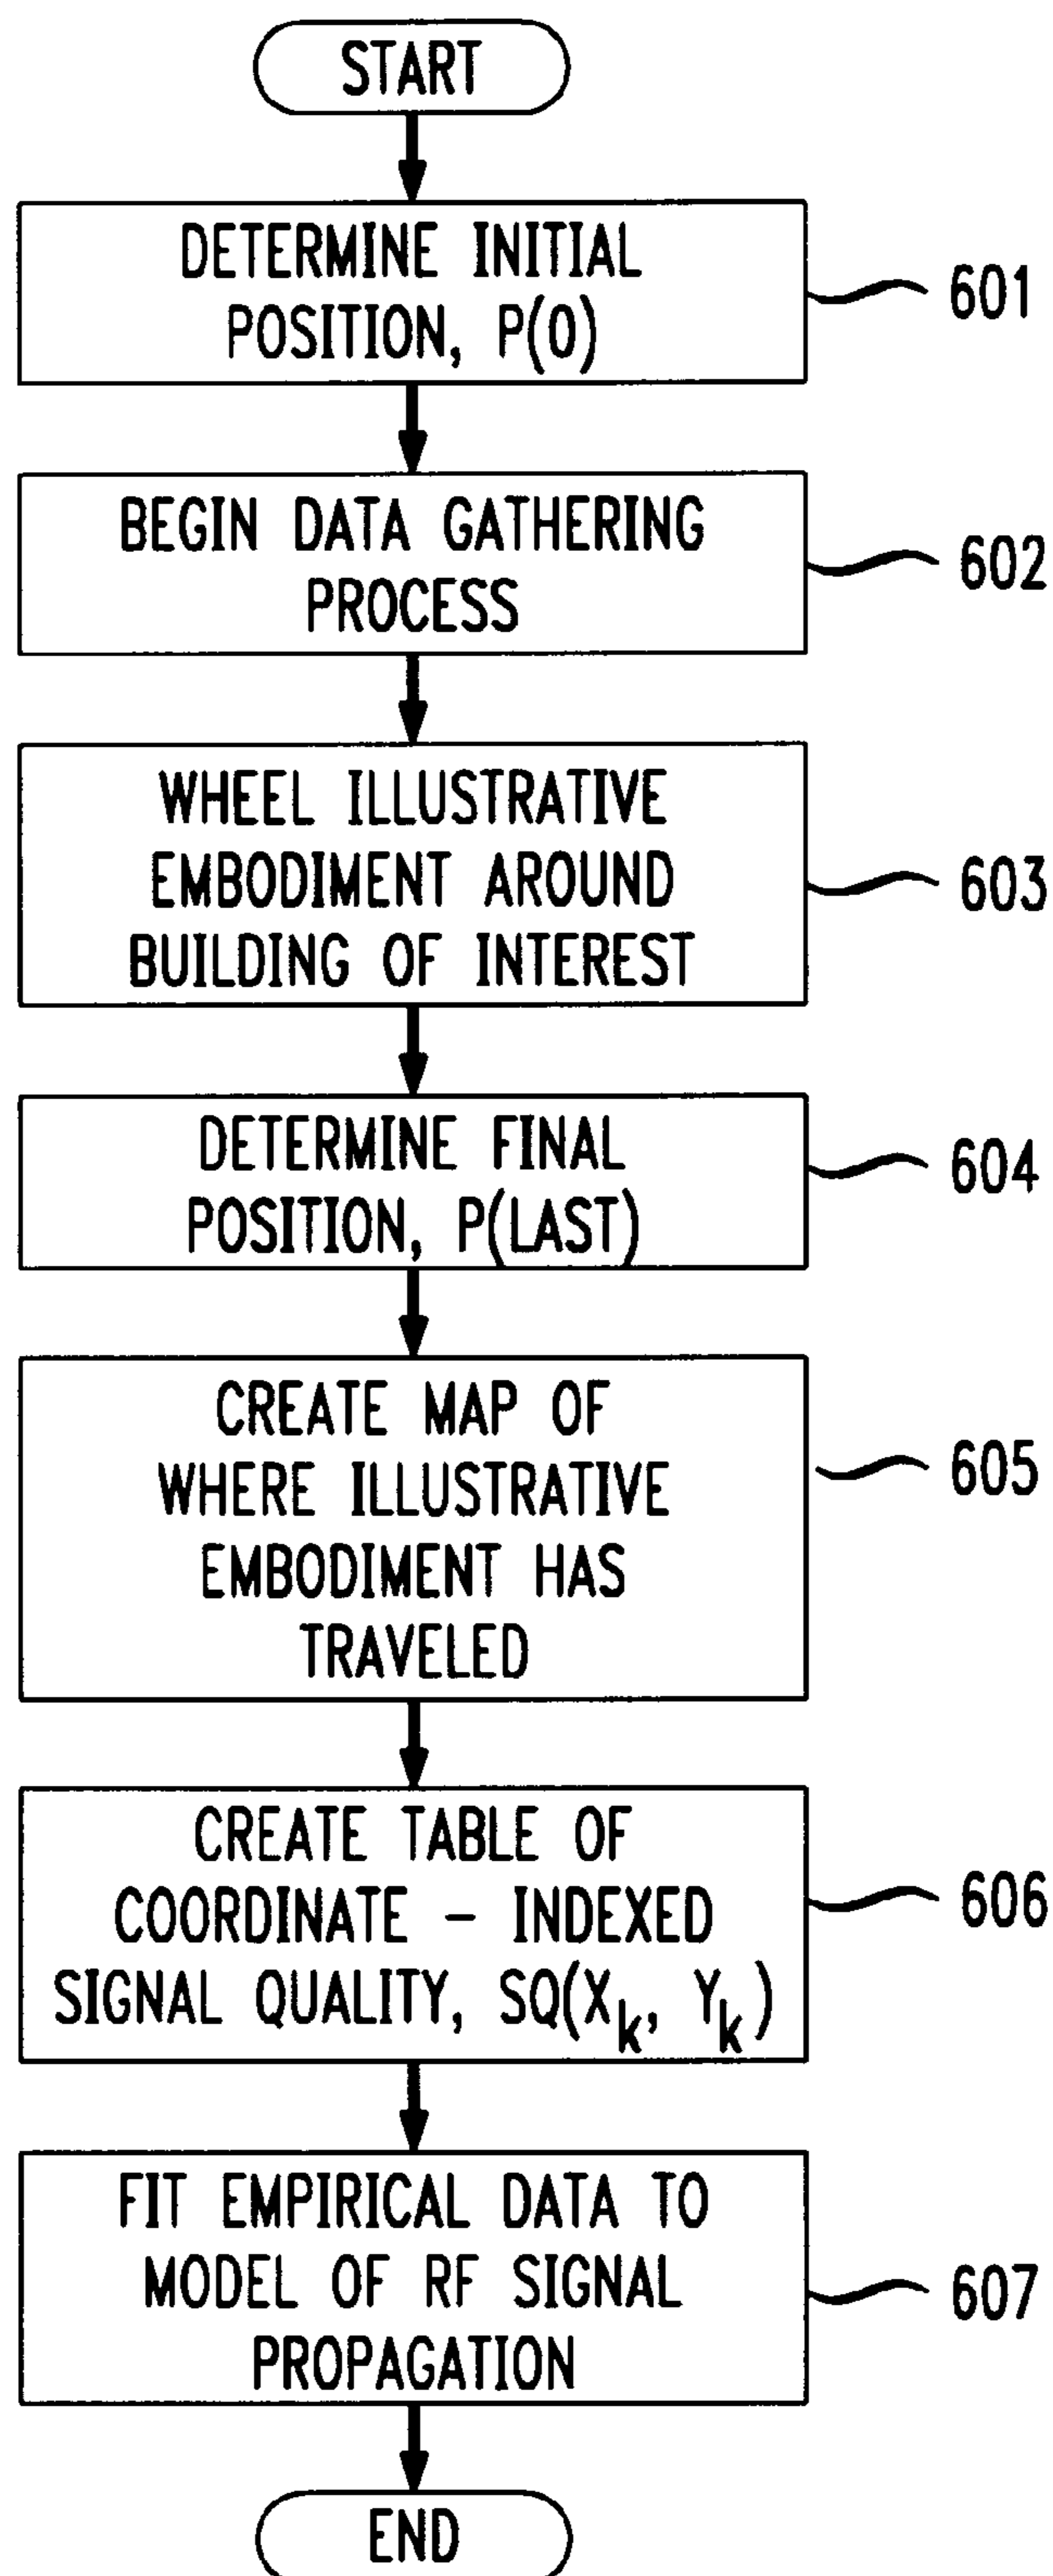 START
DETERMINE INITIAL
POSITION, P(0)
601
BEGIN DATA GATHERING
PROCESS
602
WHEEL ILLUSTRATIVE
EMBODIMENT AROUND
BUILDING OF INTEREST
603
DETERMINE FINAL
POSITION, P(LAST)
604
CREATE MAP OF
WHERE ILLUSTRATIVE
EMBODIMENT HAS
TRAVELED
605
CREATE TABLE OF
COORDINATE - INDEXED
SIGNAL QUALITY, SQ(Xk, Yk)
606
FIT EMPIRICAL DATA TO
MODEL OF RF SIGNAL
PROPAGATION
607
END